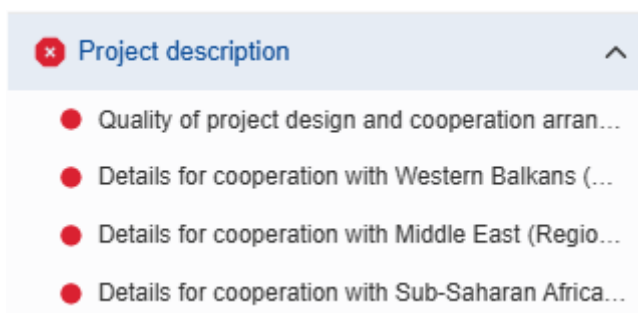 Project description
Quality of project design and cooperation arran...
Details for cooperation with Western Balkans (...
Details for cooperation with Middle East (Regio...
Details for cooperation with Sub-Saharan Africa...